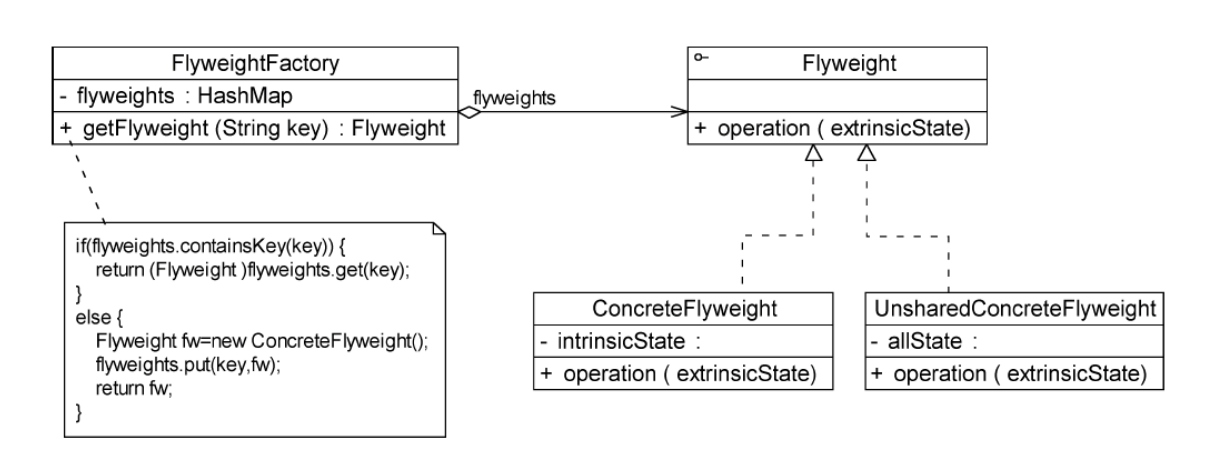 FlyweightFactory
- flyweights : HashMap
+ getFlyweight (String key) : Flyweight
flyweights
Flyweight
+ operation ( extrinsicState)
if(flyweights.containsKey(key)) {
return (Flyweight )flyweights.get(key);
}
else {
Flyweight fw=new ConcreteFlyweight();
flyweights.put(key,fw);
return fw;
}
ConcreteFlyweight
- intrinsicState :
+ operation ( extrinsicState)
UnsharedConcreteFlyweight
- allState :
+ operation ( extrinsicState)